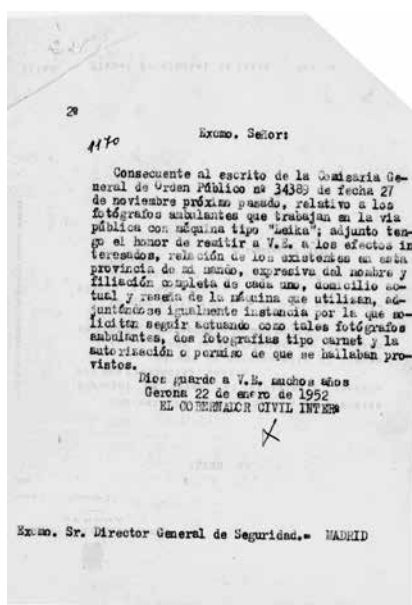 2º
1170
Excmo. Señor:
Consecuente al escrito de la Comisaria Ge-
neral de Orden Público nº 34389 de fecha 27
de noviembre próximo pasado, relativo a los
fotógrafos ambulantes que trabajan en la via
pública con máquina tipo "Leika"; adjunto ten-
go el honor de remitir a V.E. a los efectos in
teresados, relación de los existentes en esta
provincia de mi mando, expresiva del nombre y
filiación completa de cada uno, domicilio ac-
tual y reseña de la máquina que utilizan, ad-
juntándose igualmente instancia por la que so-
licitan seguir actuando como tales fotógrafos
ambulantes, dos fotografias tipo carnet y la
autorización o permiso de que se hallaban pro-
vistos.
Dios guarde a V.E. muchos años
Gerona 22 de enero de 1952
EL GOBERNADOR CIVIL INTERº
Excmo. Sr. Director General de Seguridad.= MADRID